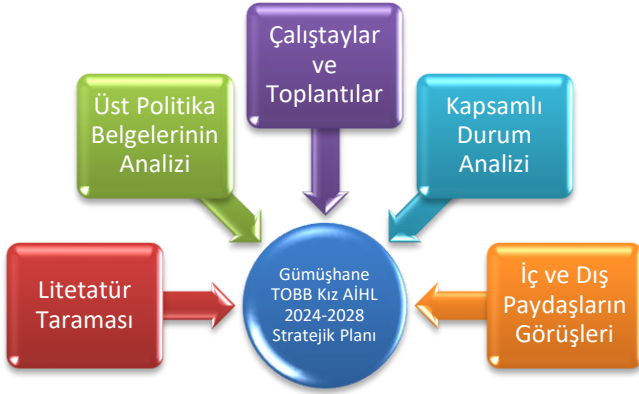 Çalıştaylar
ve
Toplantılar
Üst Politika
Belgelerinin
Analizi
Kapsamlı
Durum
Analizi
Litetatür
Taraması
Gümüşhane
TOBB Kız AİHL
2024-2028
Stratejik Planı
İç ve Dış
Paydaşların
Görüşleri